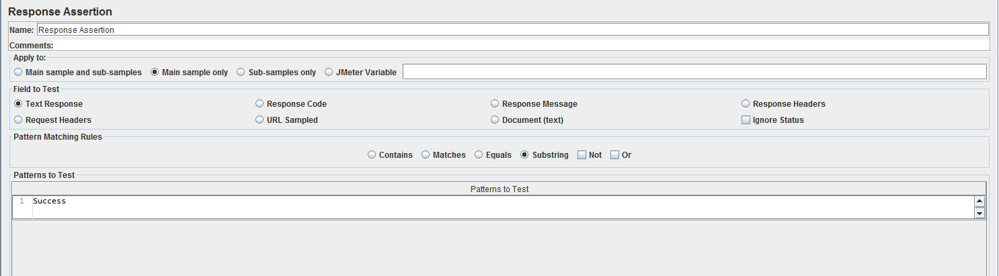 Response Assertion
Name: Response Assertion
Comments:
Apply to:
Main sample and sub-samples Main sample only Sub-samples only JMeter Variable
Field to Test
Text Response Response Code Response Message Response Headers
Request Headers URL Sampled Document (text) Ignore Status
Pattern Matching Rules
Contains Matches Equals Substring Not Or
Patterns to Test
Patterns to Test
1 Success